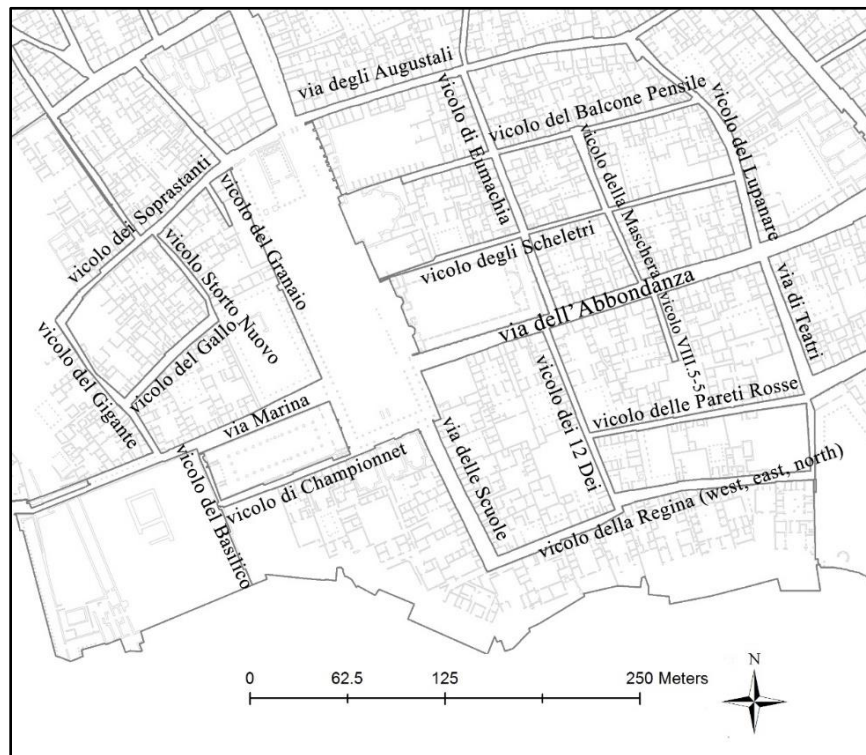 via degli Augustali
vicolo del Balcone Pensile
vicolo di Eumachia
vicolo della Maschera
vicolo del Lupanare
vicolo dei Soprastanti
vicolo del Granaio
vicolo Storto Nuovo
vicolo degli Scheletri
via dell'Abbondanza
vicolo del Gallo
vicolo del Gigante
via di Teatri
vicolo VIII.5-5
via Marina
vicolo dei 12 Dei
vicolo delle Pareti Rosse
vicolo di Championnet
via delle Scuole
vicolo del Basilico
vicolo della Regina (west, east, north)
N
0 62.5 125 250 Meters